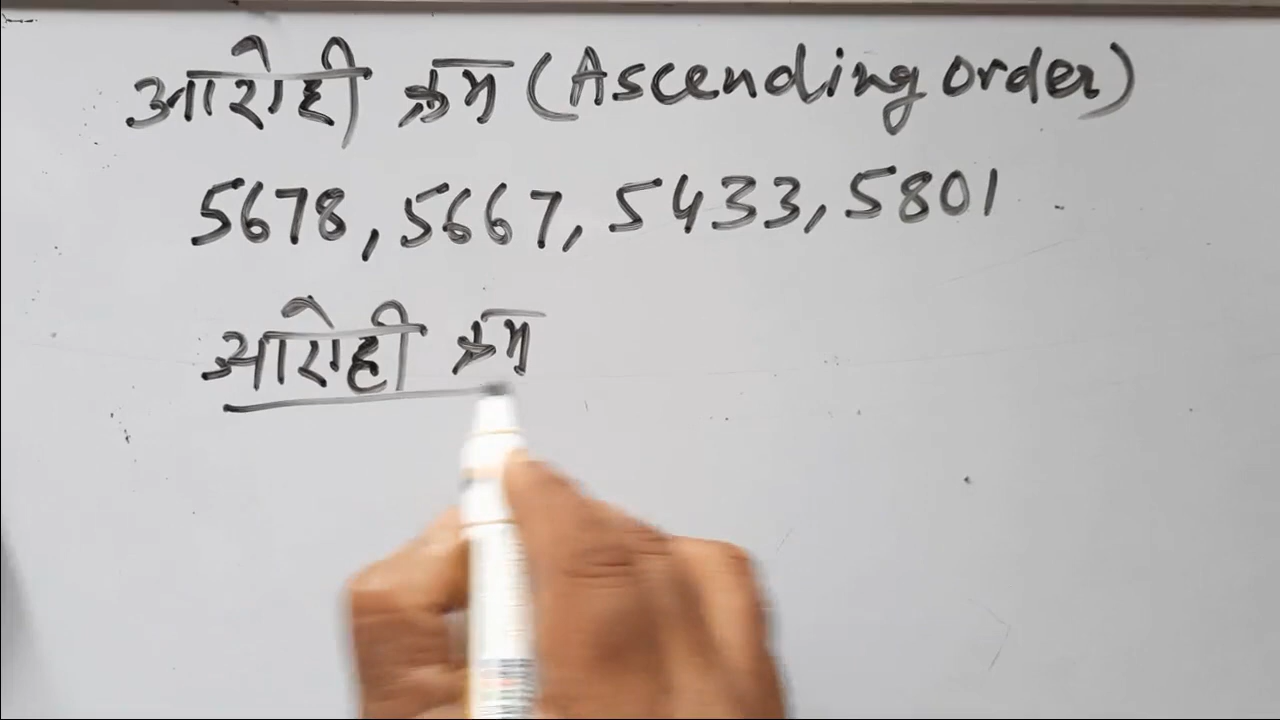 आरोही क्रम (Ascending order)
5678, 5667, 5433, 5801
आरोही क्रम